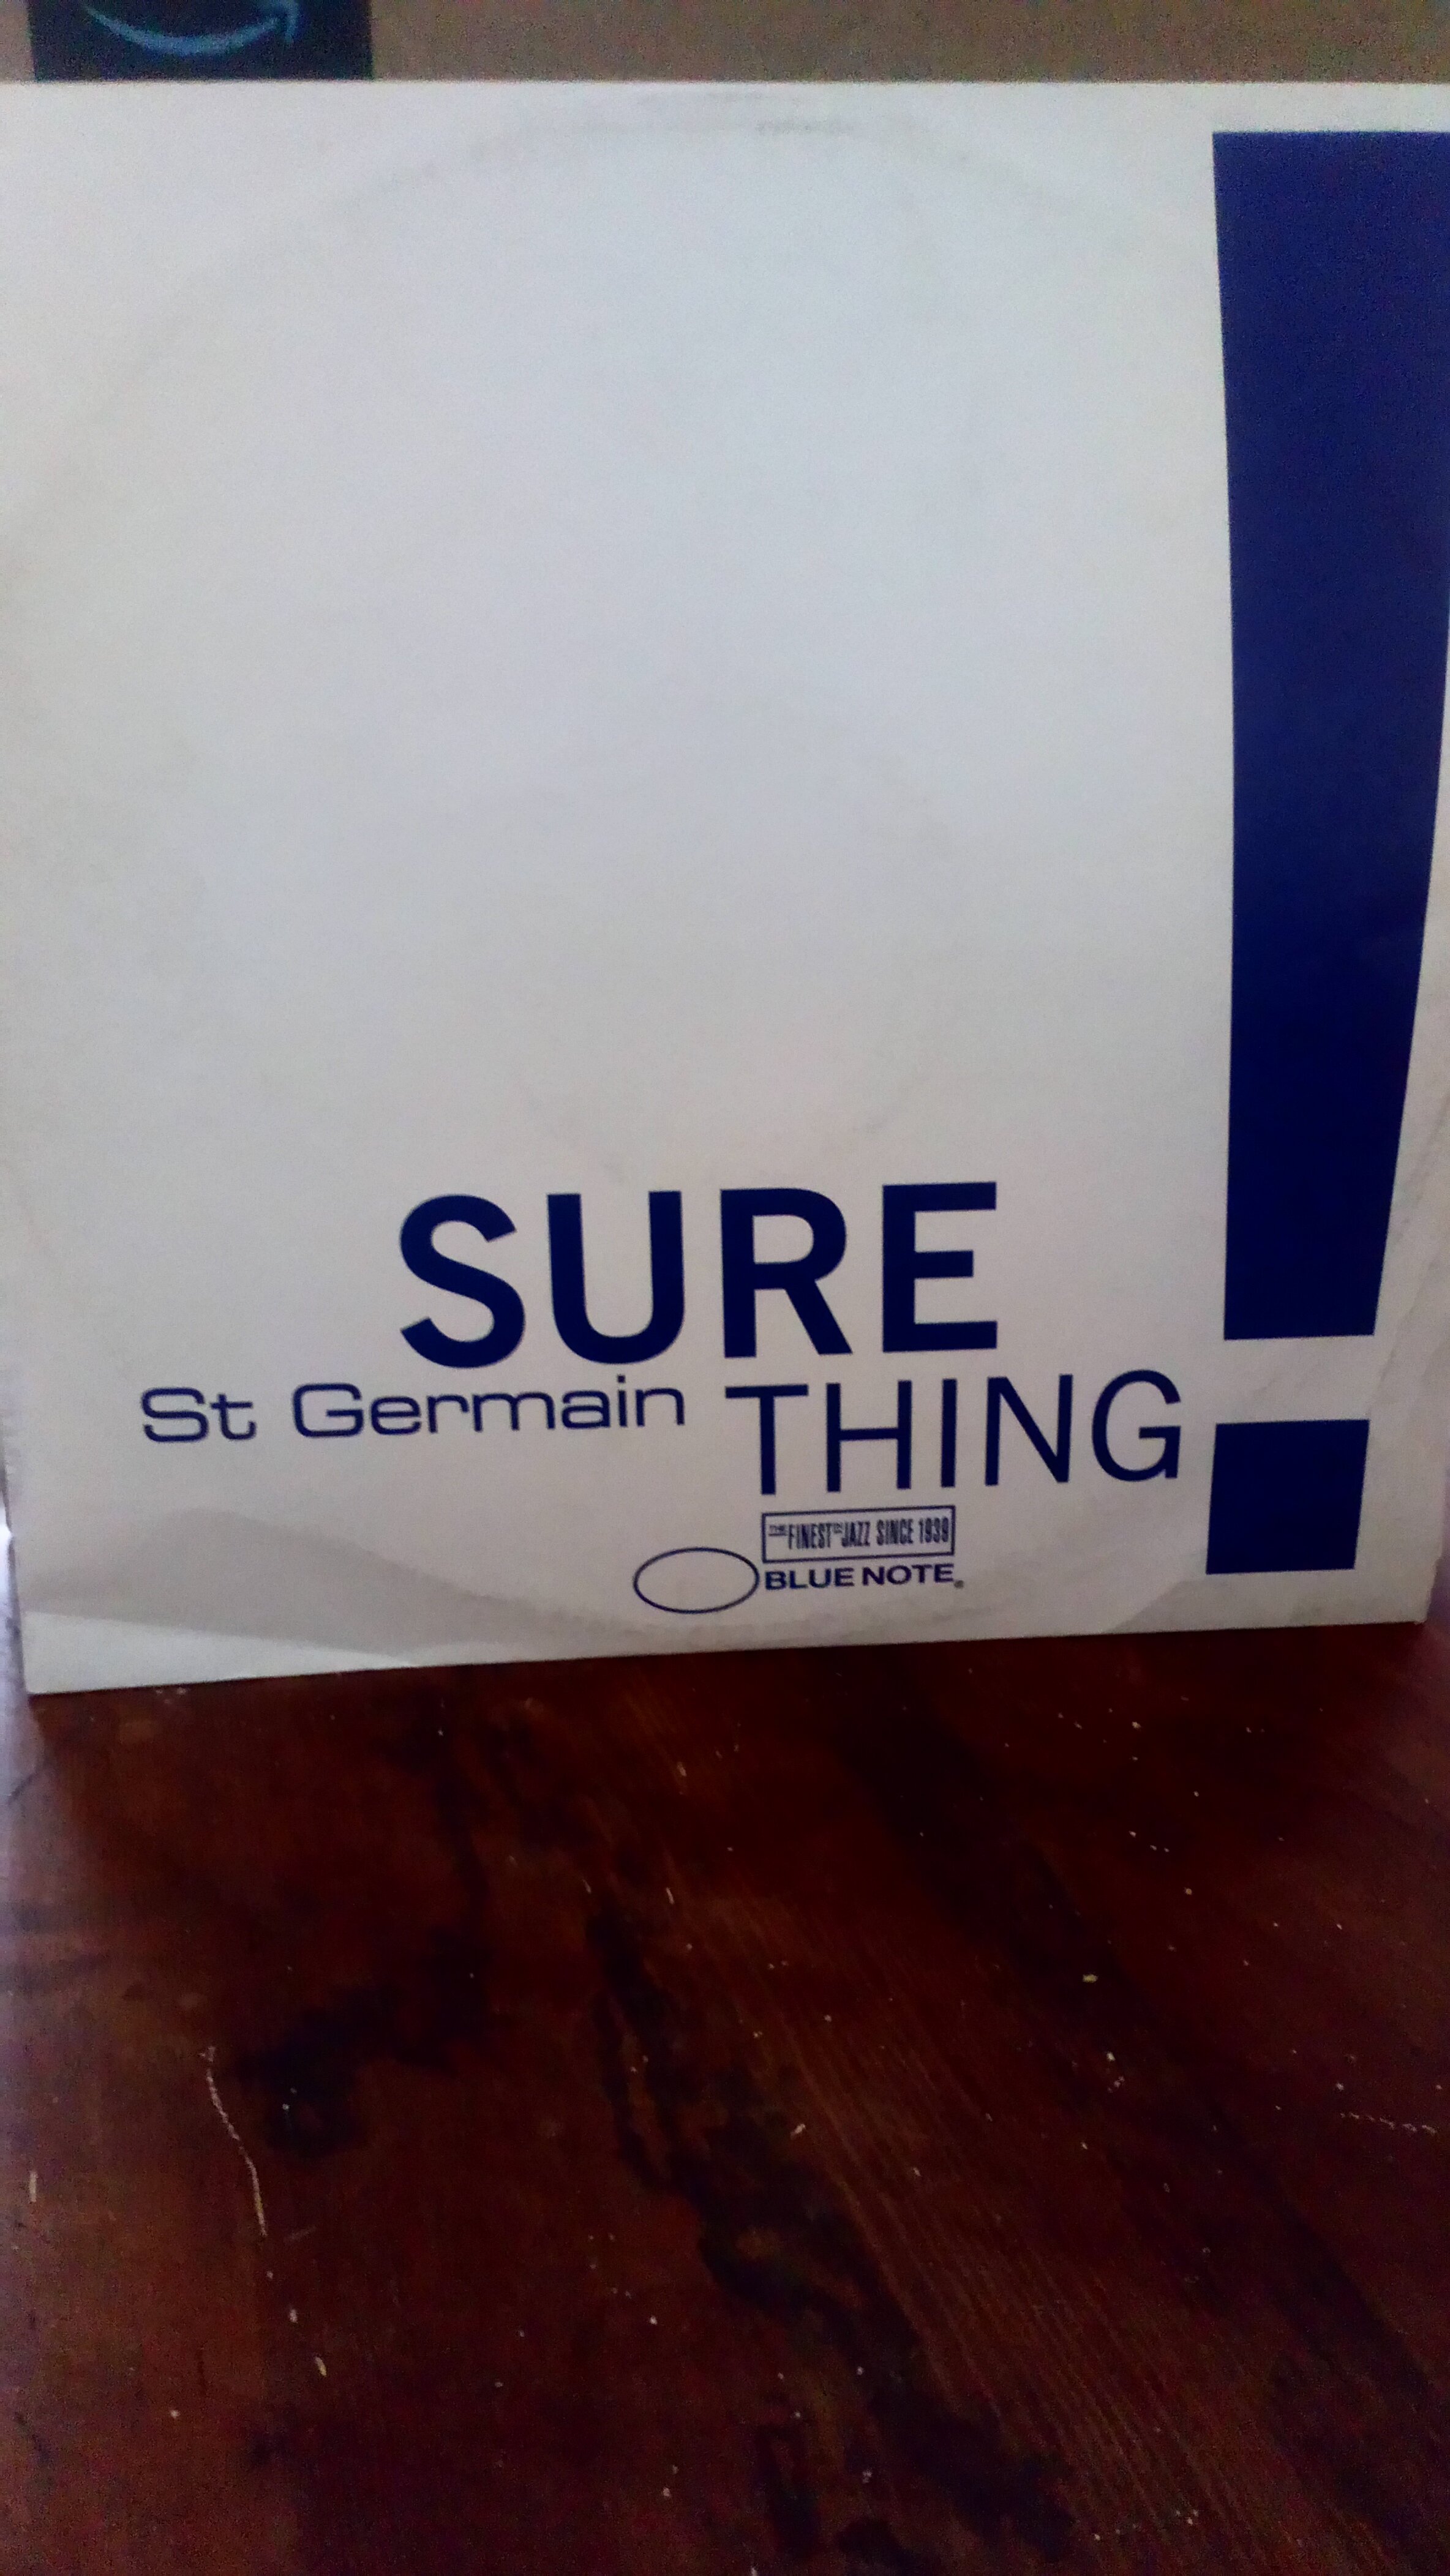 SURE
St Germain THING!
THE FINEST IN JAZZ SINCE 1939
BLUE NOTE®